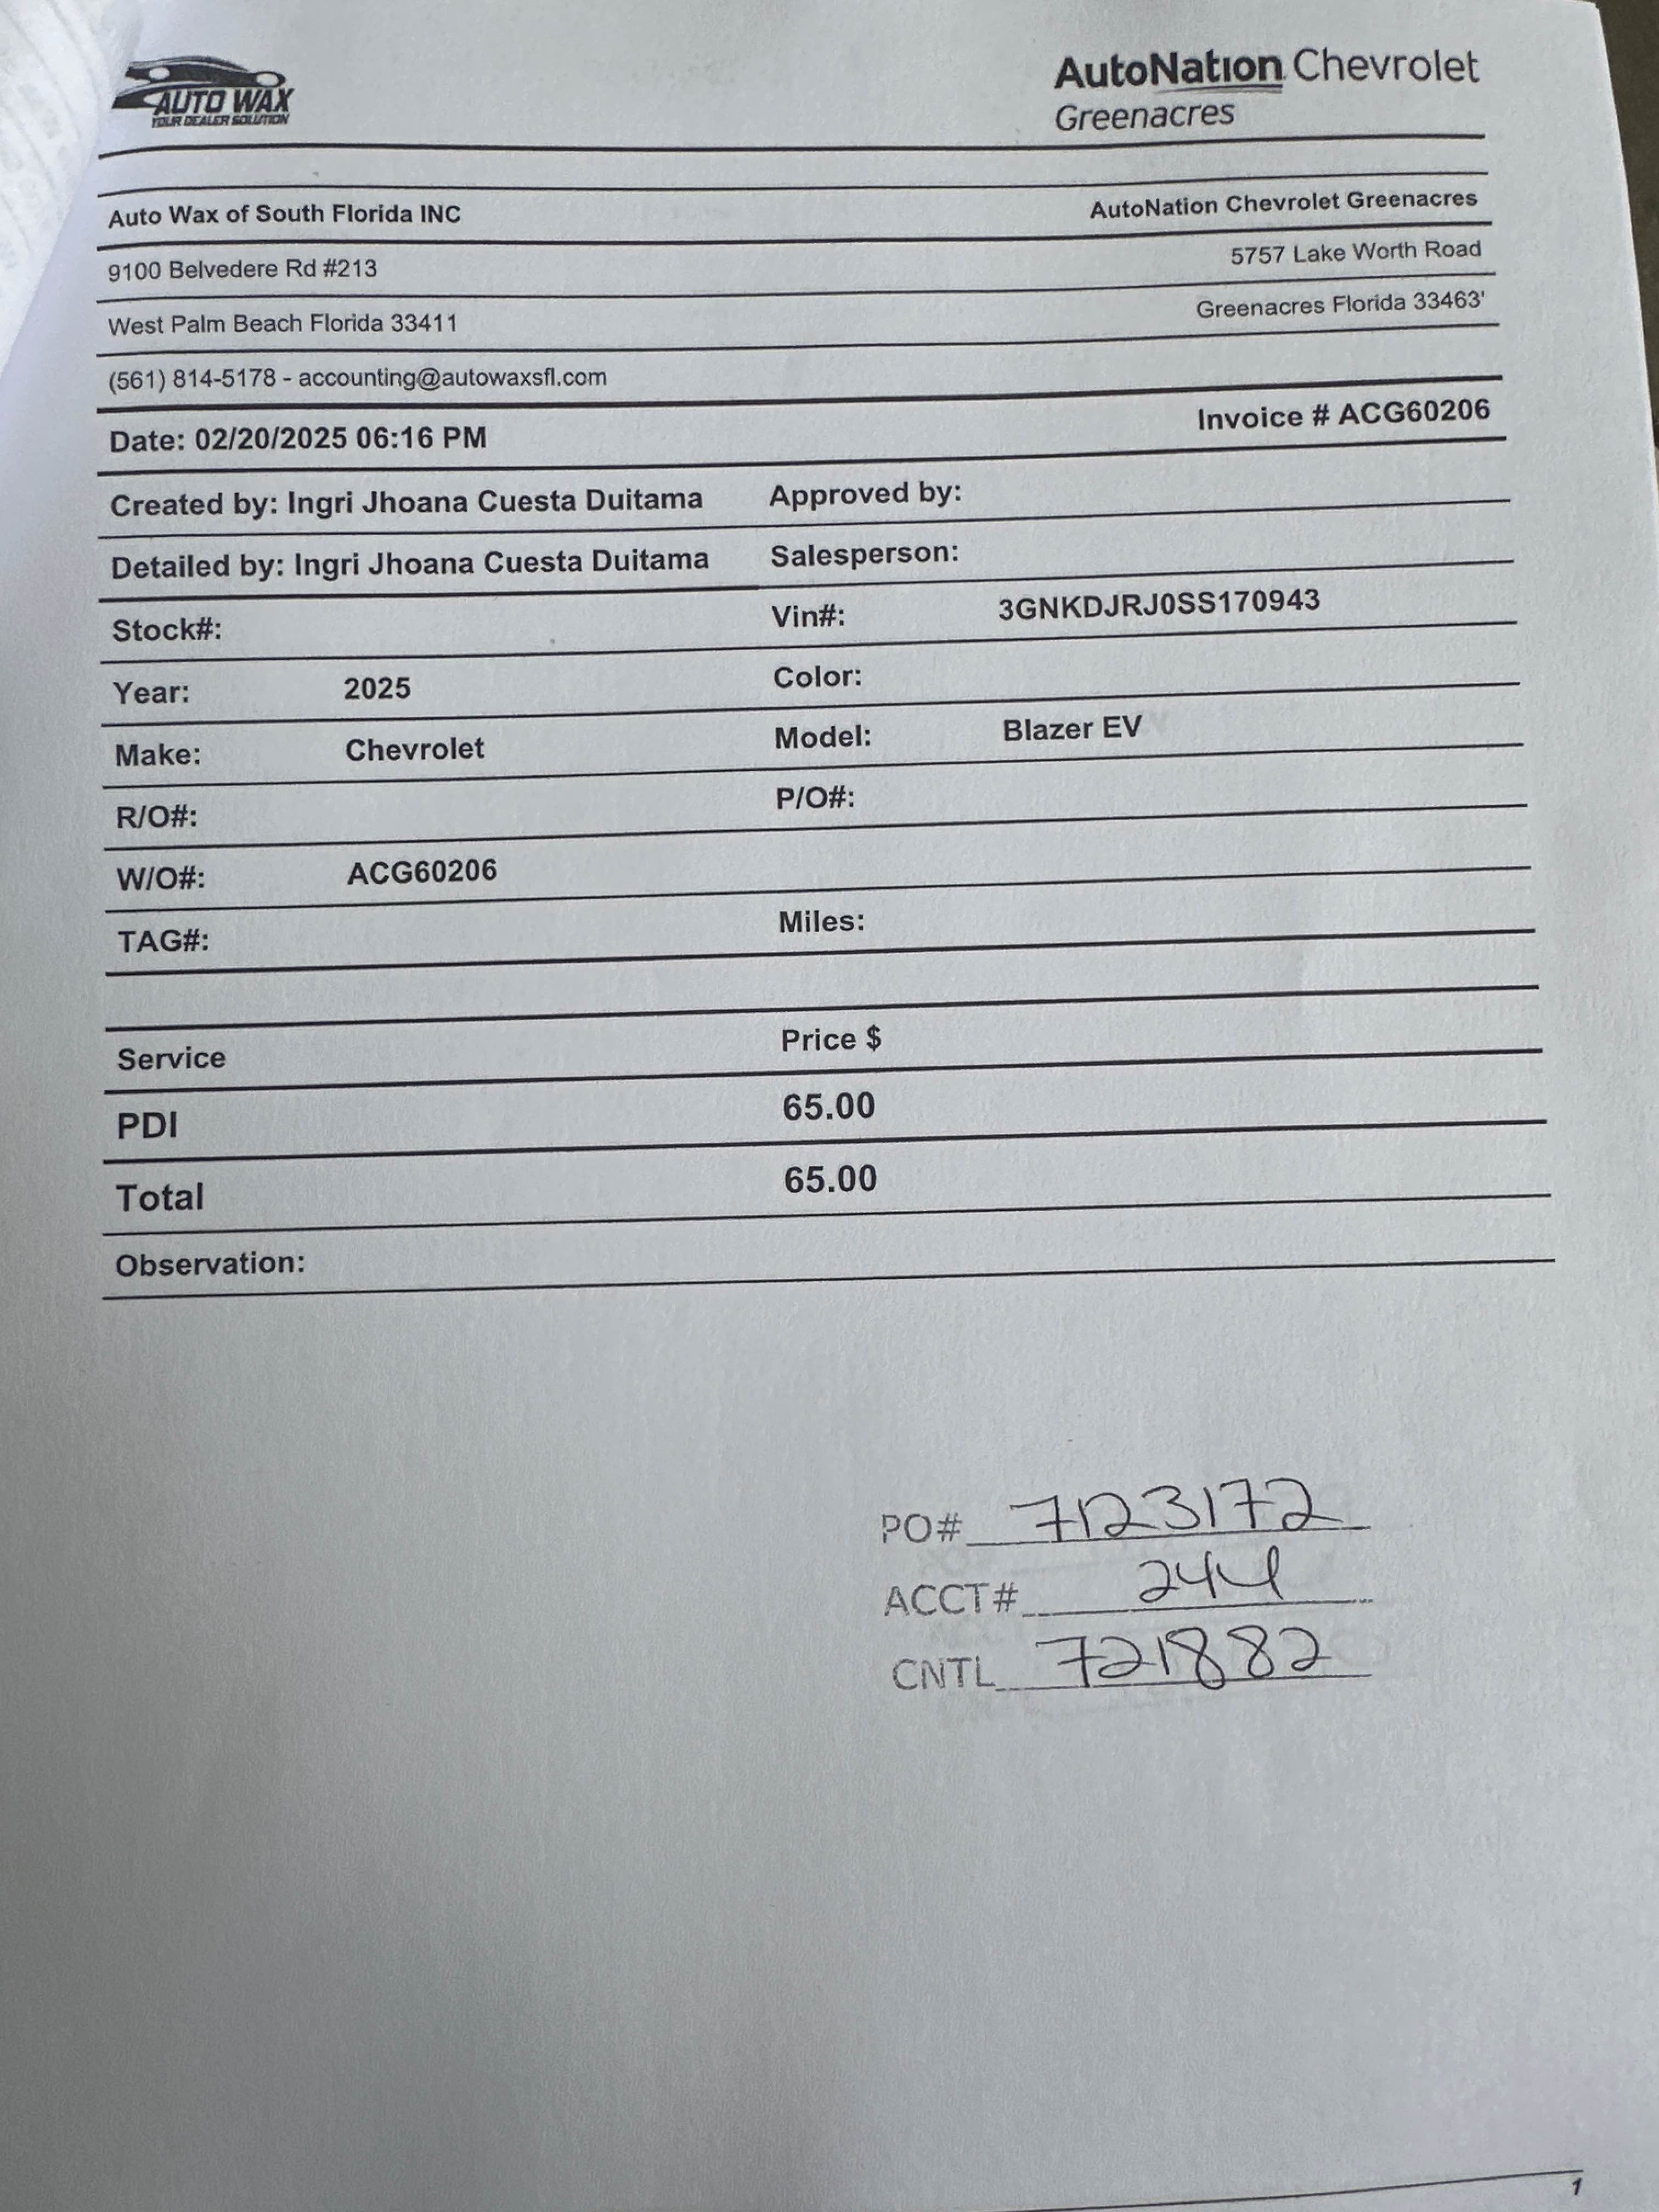 AUTO WAX
YOUR DEALER SOLUTION
AutoNation Chevrolet
Greenacres
Auto Wax of South Florida INC AutoNation Chevrolet Greenacres
9100 Belvedere Rd #213 5757 Lake Worth Road
West Palm Beach Florida 33411 Greenacres Florida 33463'
(561) 814-5178 - accounting@autowaxsfl.com
Date: 02/20/2025 06:16 PM Invoice # ACG60206
Created by: Ingri Jhoana Cuesta Duitama Approved by:
Detailed by: Ingri Jhoana Cuesta Duitama Salesperson:
Stock#: Vin#: 3GNKDJRJ0SS170943
Year: 2025 Color:
Make: Chevrolet Model: Blazer EV
R/O#: P/O#:
W/O#: ACG60206
TAG#: Miles:
Service Price $
PDI 65.00
Total 65.00
Observation:
PO# 7123172
ACCT# 244
CNTL 721882
1